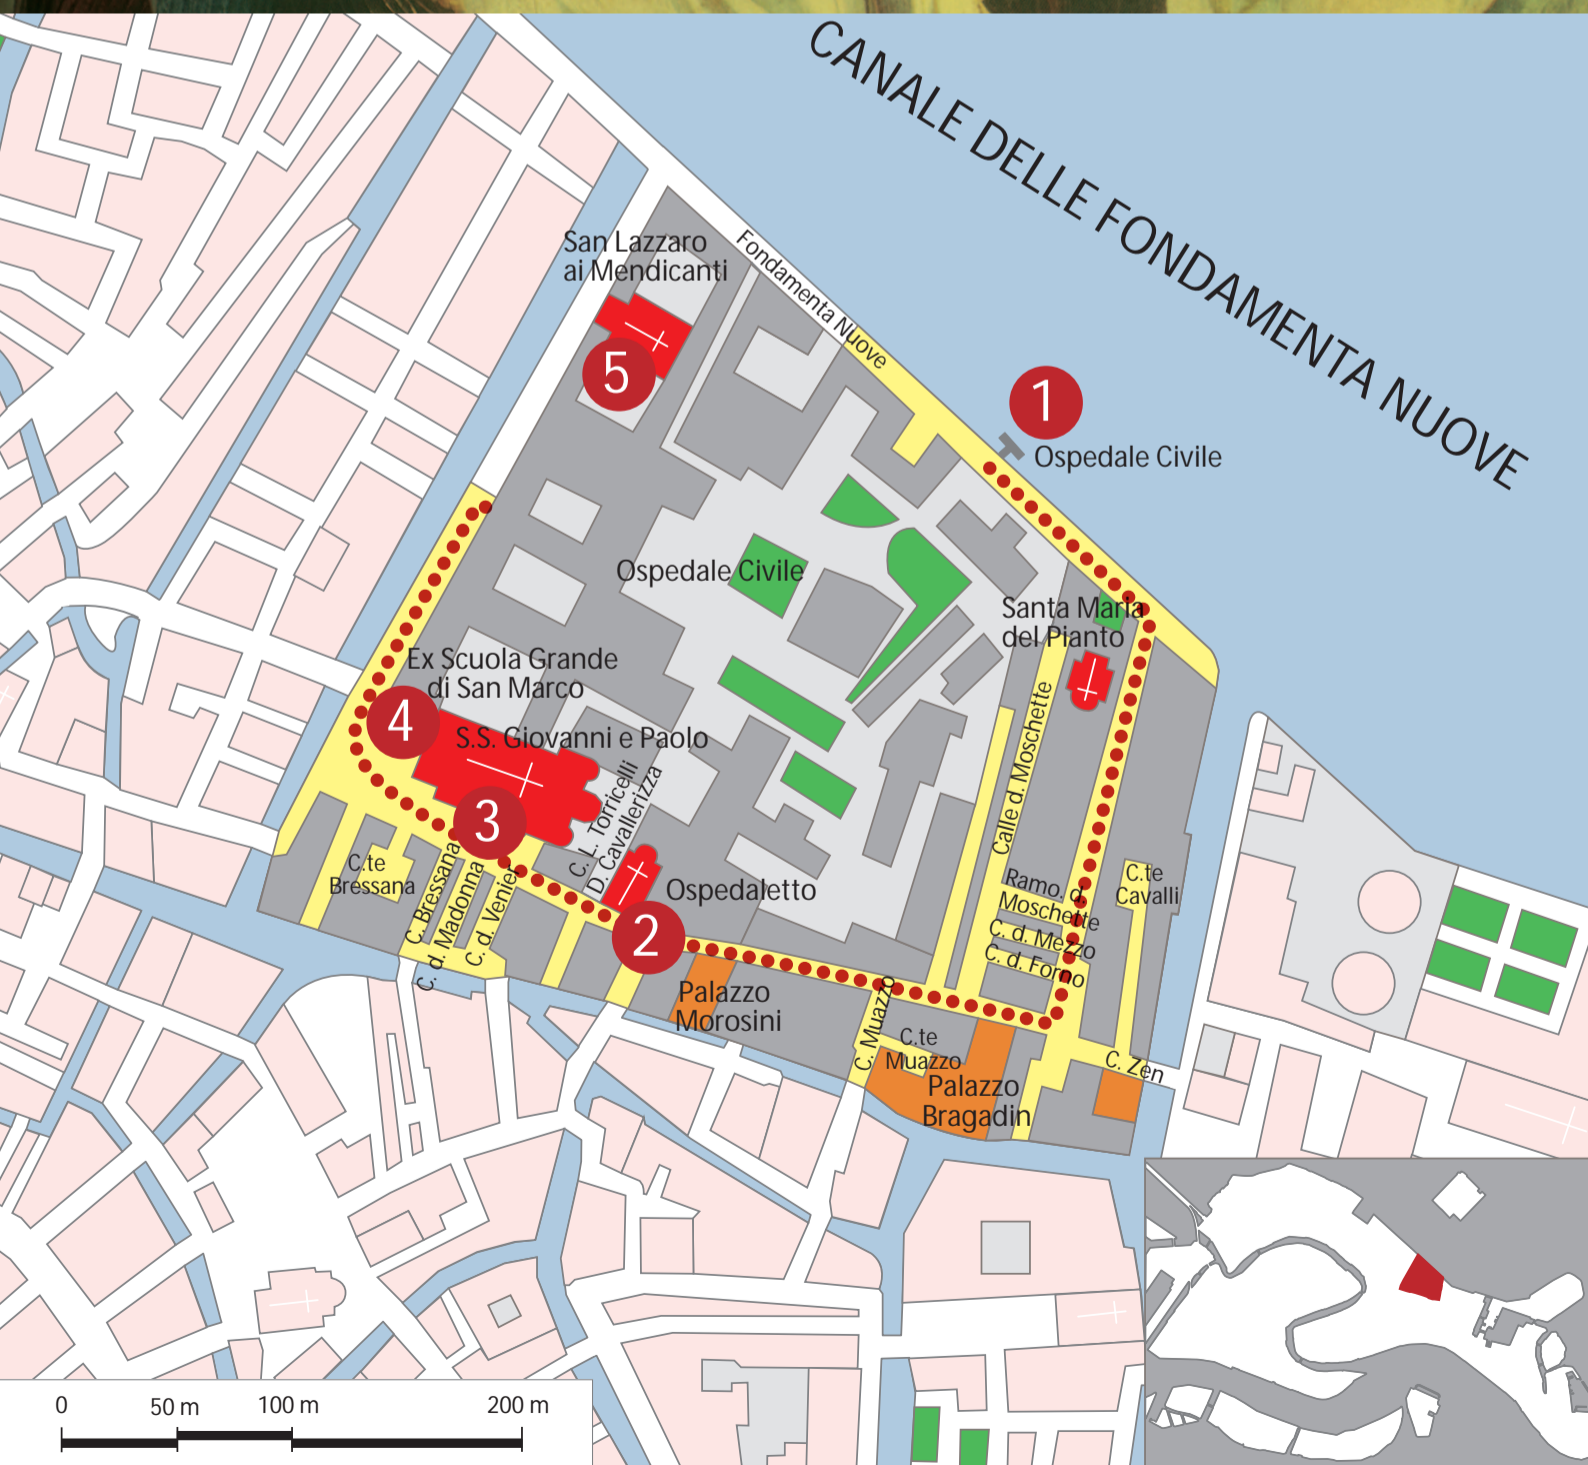 CANALE DELLE FONDAMENTA NUOVE
San Lazzaro
ai Mendicanti
Fondamenta Nuove
5
1
Ospedale Civile
Ospedale Civile
Santa Maria
del Pianto
Ex Scuola Grande
di San Marco
4
S.S. Giovanni e Paolo
3
C. L. Torricelli
D. Cavallerizza
Calle d. Moschette
C.te
Bressana
C. Bressana
C. d. Madonna
C. d. Venier
Ospedaletto
2
Ramo. d.
Moschette
C. d. Mezzo
C. d. Forno
C.te
Cavalli
Palazzo
Morosini
C. Muazzo
C.te
Muazzo
Palazzo
Bragadin
C. Zen
0
50 m
100 m
200 m